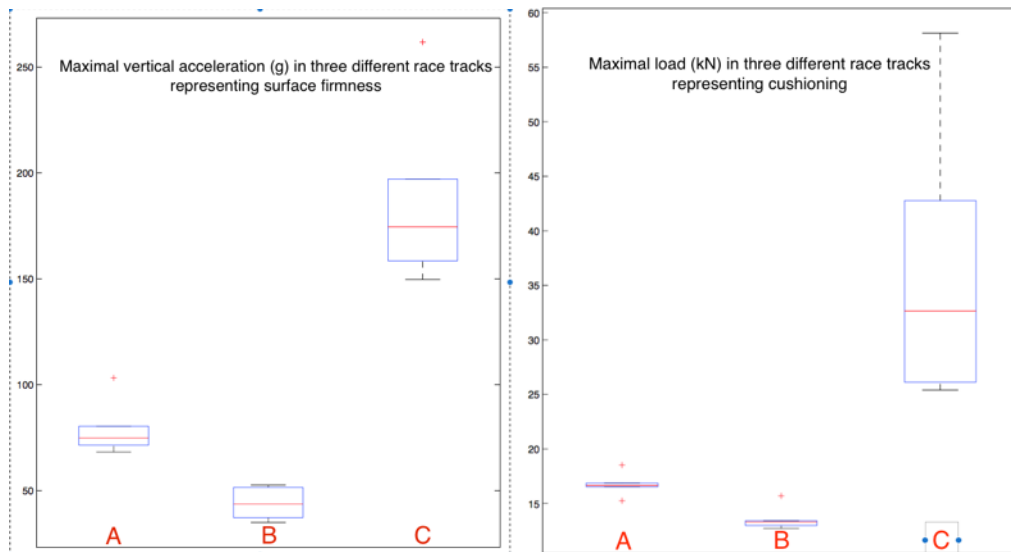 Maximal vertical acceleration (g) in three different race tracks
representing surface firmness
250
200
150
100
50
A
B
C
Maximal load (kN) in three different race tracks
representing cushioning
60
55
50
45
40
35
30
25
20
15
A
B
C